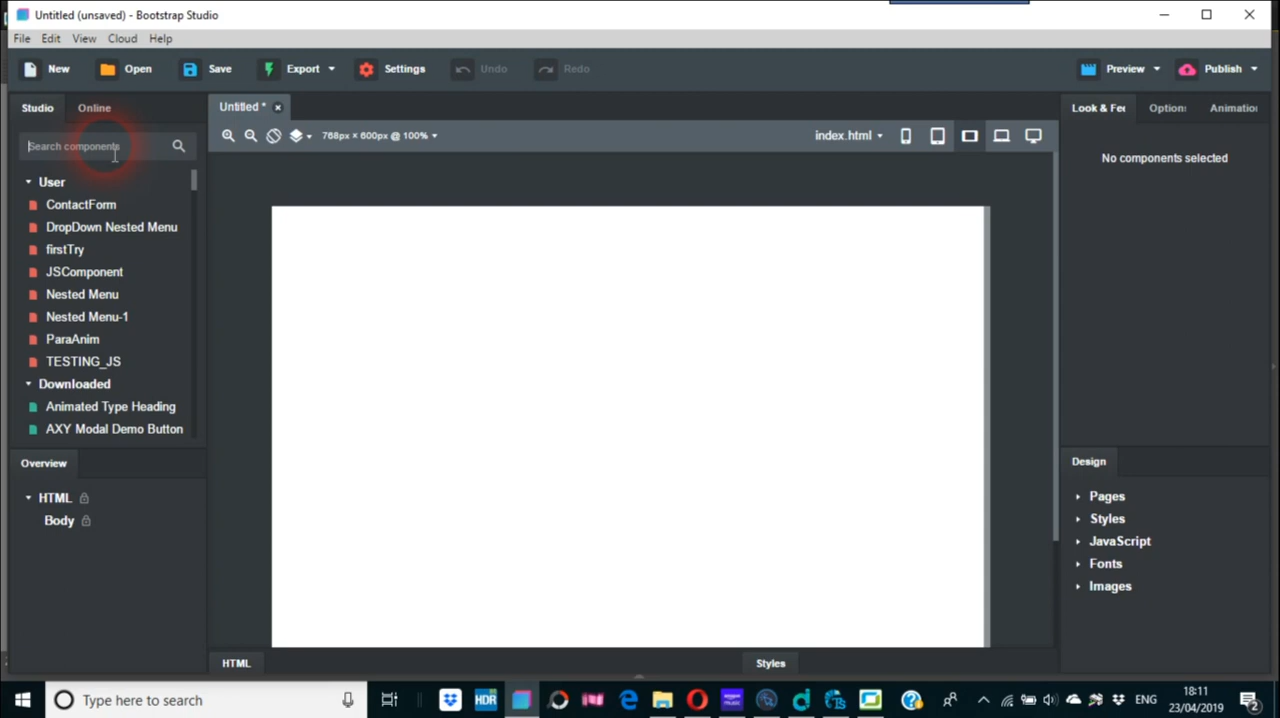 Untitled (unsaved) - Bootstrap Studio
File Edit View Cloud Help
New Open Save Export Settings Undo Redo Preview Publish
Studio Online
Untitled *
Look & Fee Option: Animatio
Search components
768px × 600px @ 100%
index.html
No components selected
User
ContactForm
DropDown Nested Menu
firstTry
JSComponent
Nested Menu
Nested Menu-1
ParaAnim
TESTING_JS
Downloaded
Animated Type Heading
AXY Modal Demo Button
Overview
HTML
Body
Design
Pages
Styles
JavaScript
Fonts
Images
HTML
Styles
Type here to search
HDR
ENG
18:11
23/04/2019
2